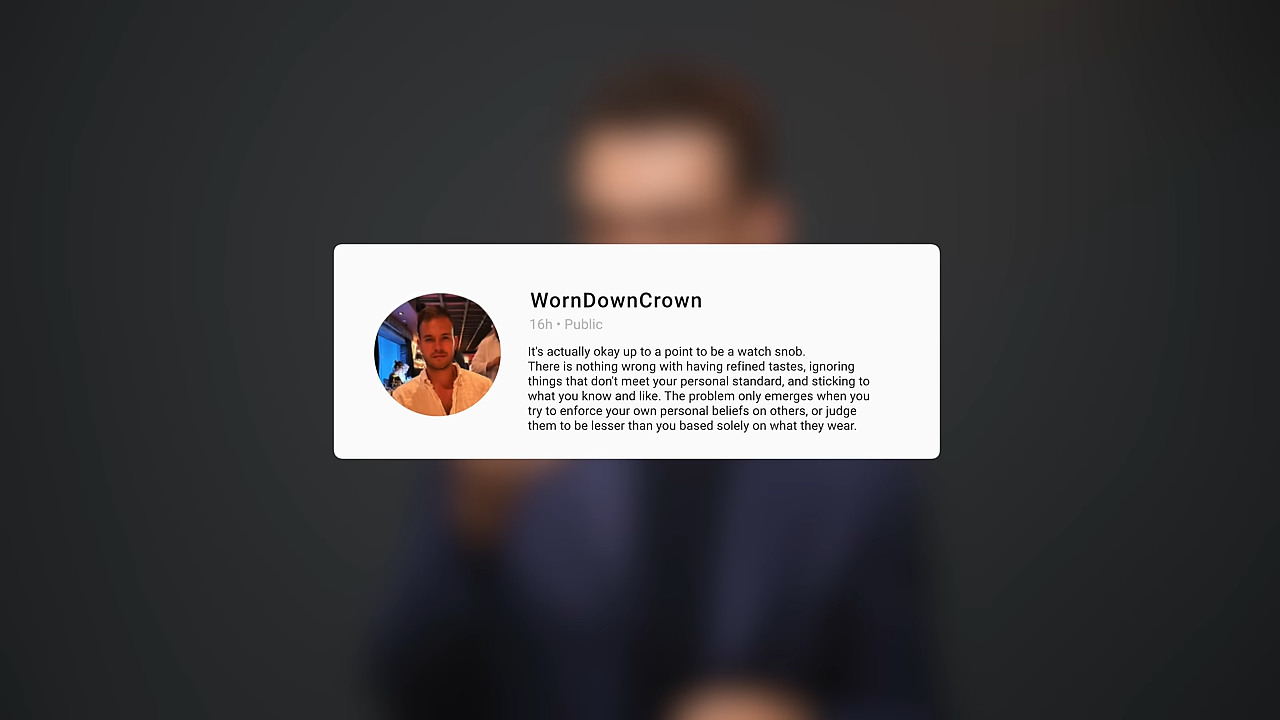 WornDownCrown
16h • Public
It's actually okay up to a point to be a watch snob.
There is nothing wrong with having refined tastes, ignoring
things that don't meet your personal standard, and sticking to
what you know and like. The problem only emerges when you
try to enforce your own personal beliefs on others, or judge
them to be lesser than you based solely on what they wear.